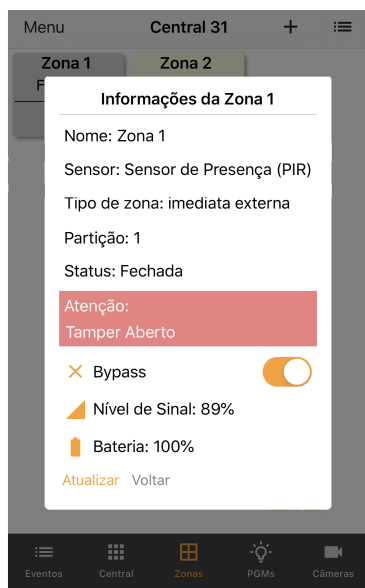 Menu Central 31 +
Zona 1 Zona 2
F
Informações da Zona 1
Nome: Zona 1
Sensor: Sensor de Presença (PIR)
Tipo de zona: imediata externa
Partição: 1
Status: Fechada
Atenção:
Tamper Aberto
Bypass
Nível de Sinal: 89%
Bateria: 100%
Atualizar Voltar
Eventos Central Zonas PGMs Câmeras